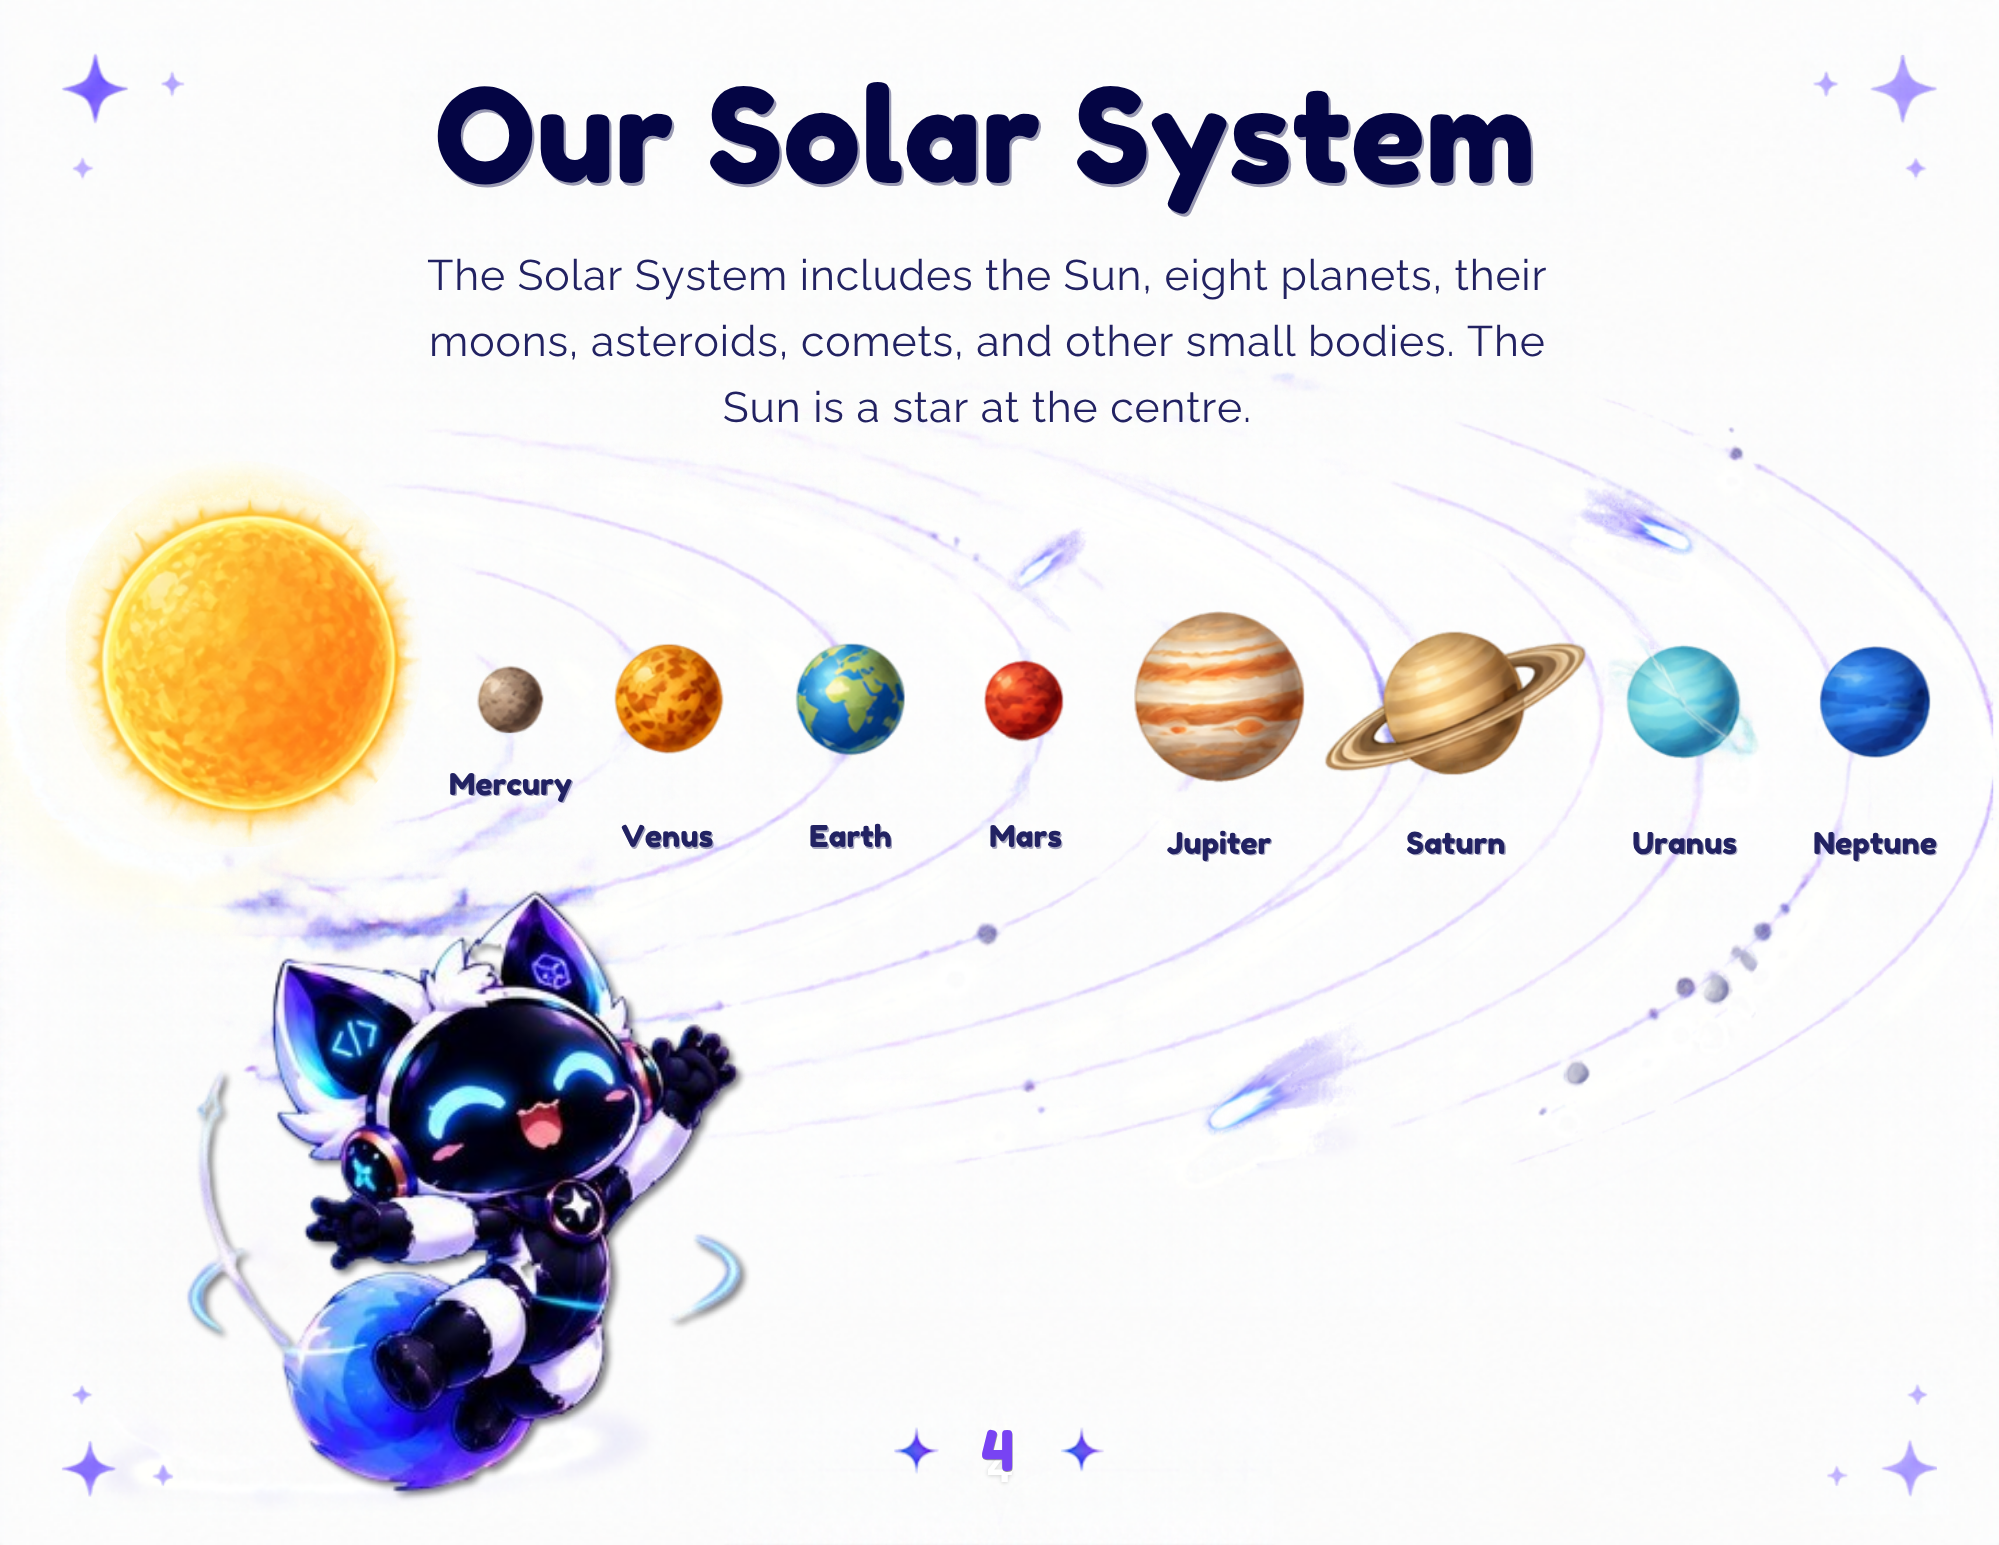 Our Solar System
The Solar System includes the Sun, eight planets, their
moons, asteroids, comets, and other small bodies. The
Sun is a star at the centre.
Mercury
Venus
Earth
Mars
Jupiter
Saturn
Uranus
Neptune
</>
4